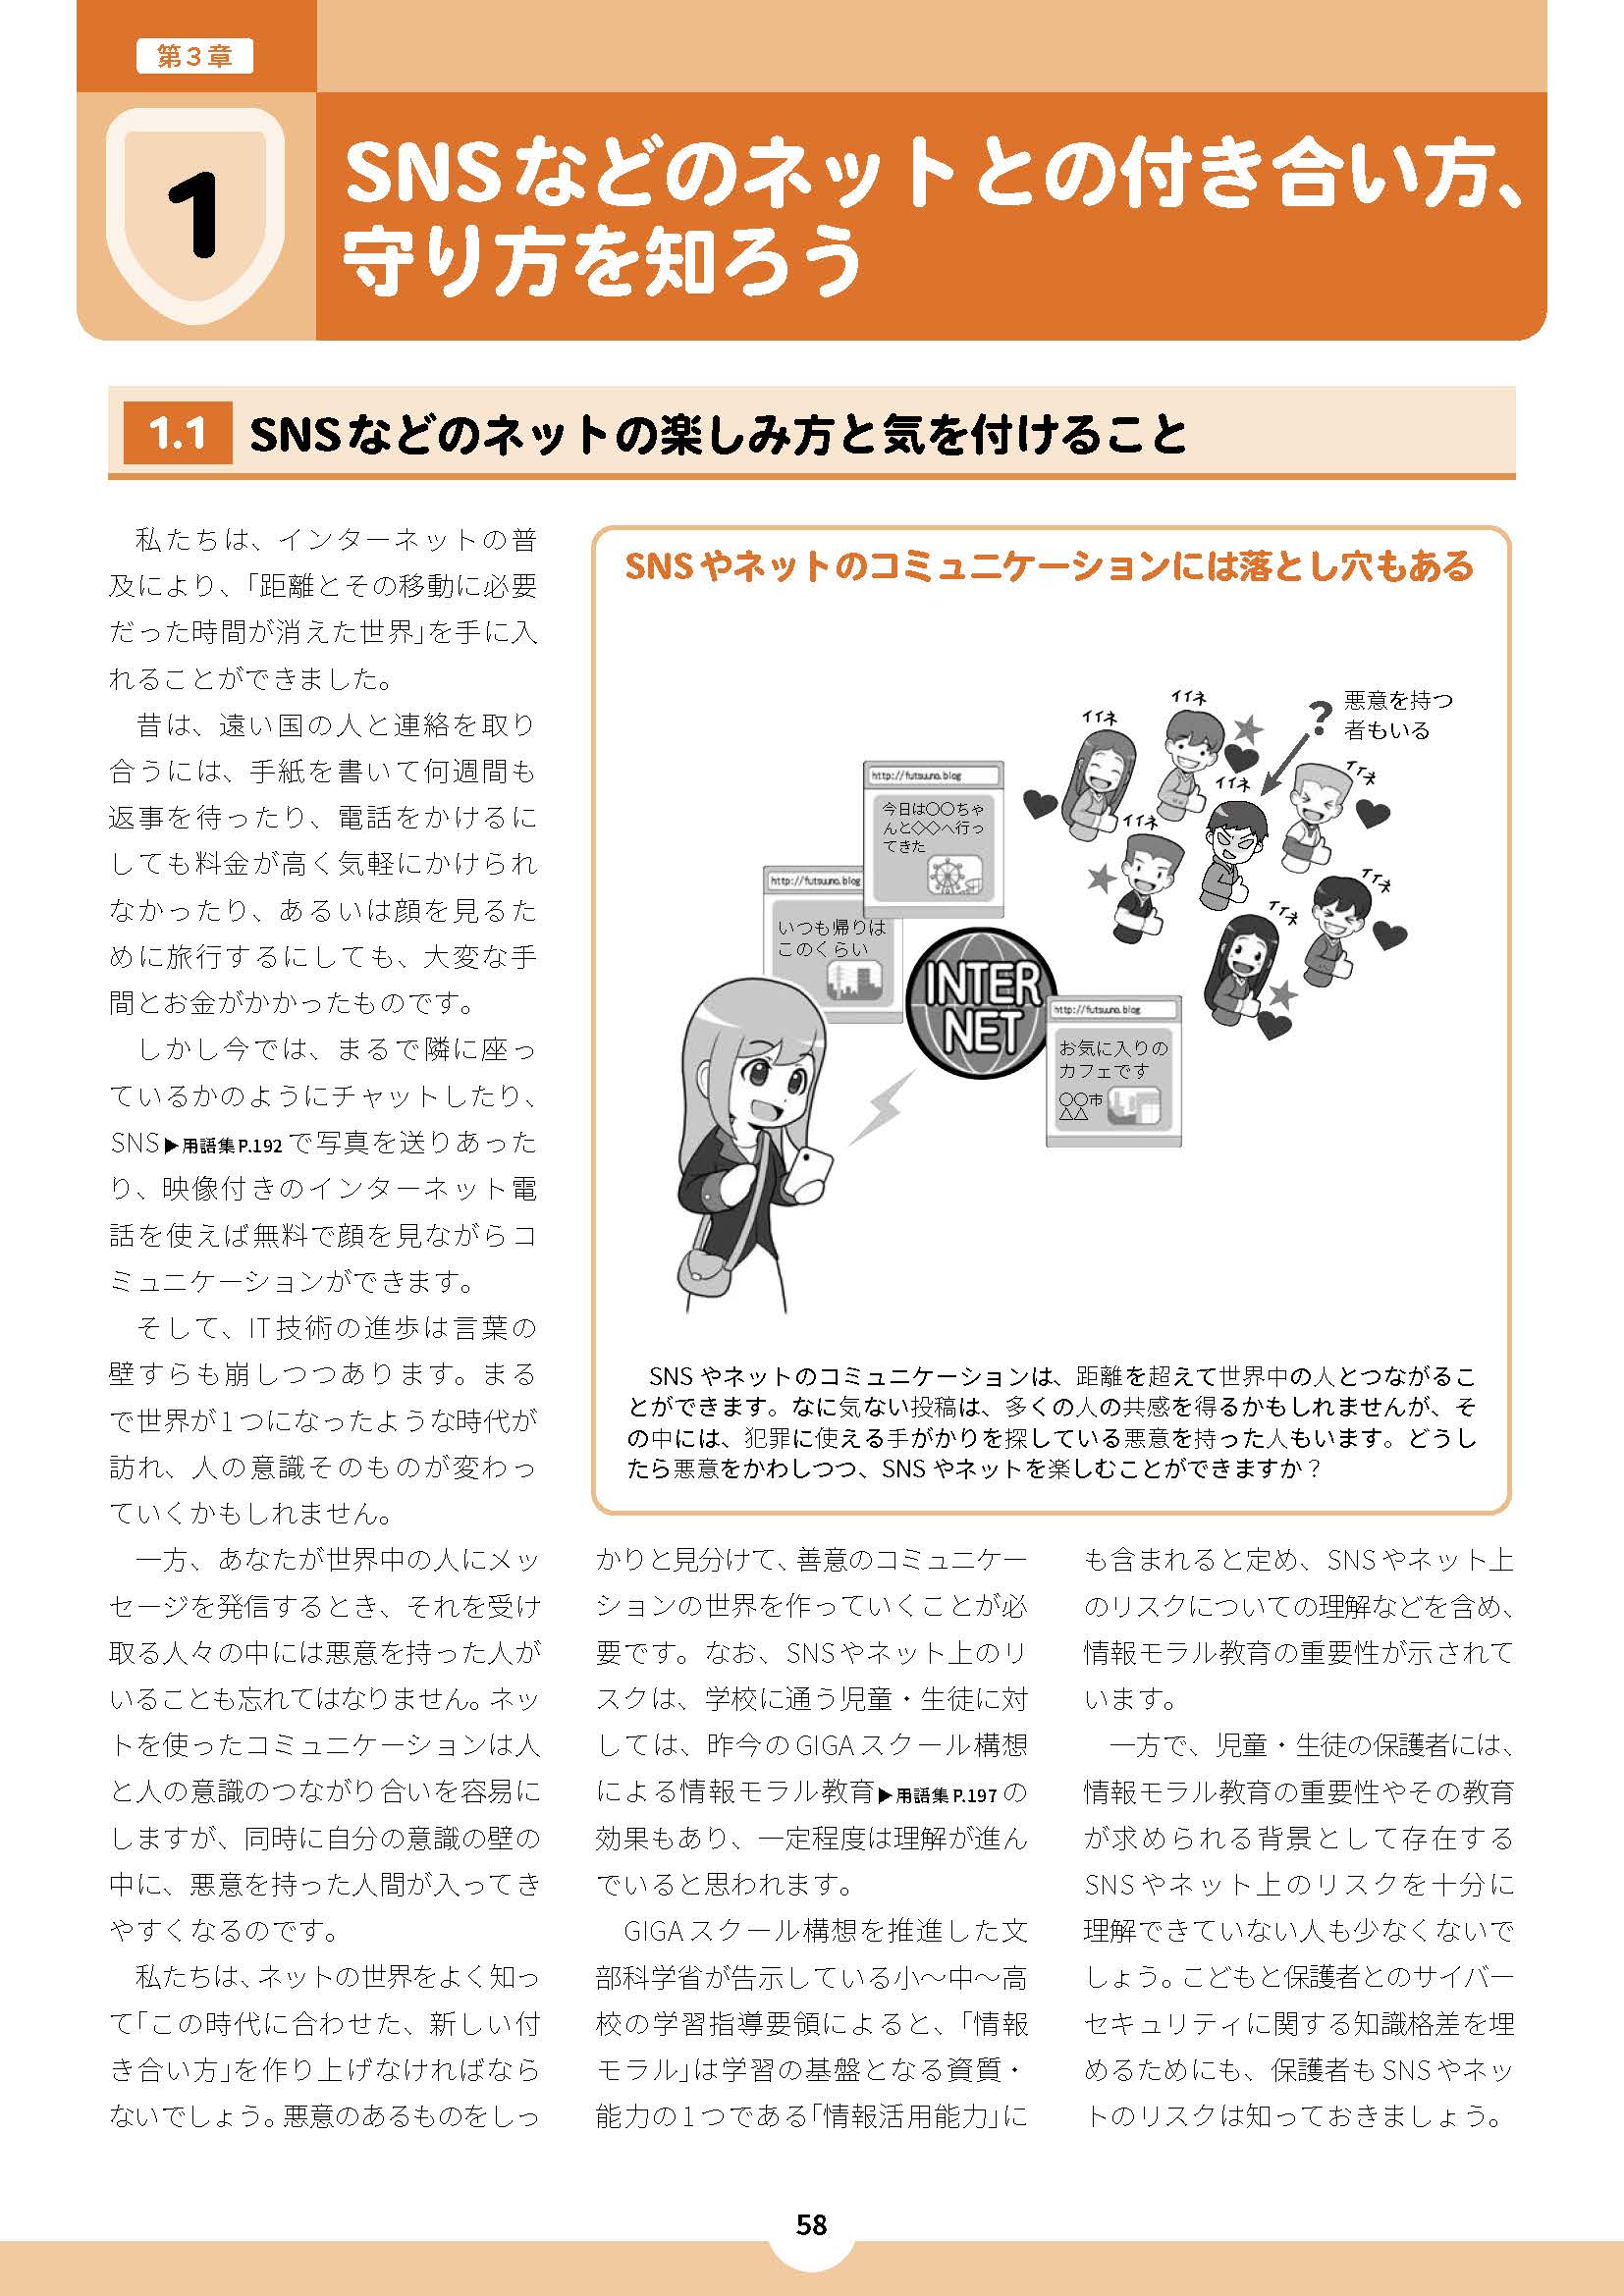 第3章
1
SNSなどのネットとの付き合い方、
守り方を知ろう
1.1 SNSなどのネットの楽しみ方と気を付けること
私たちは、インターネットの普
及により、「距離とその移動に必要
だった時間が消えた世界」を手に入
れることができました。
昔は、遠い国の人と連絡を取り
合うには、手紙を書いて何週間も
返事を待ったり、電話をかけるに
しても料金が高く気軽にかけられ
なかったり、あるいは顔を見るた
めに旅行するにしても、大変な手
間とお金がかかったものです。
しかし今では、まるで隣に座っ
ているかのようにチャットしたり、
SNS▶用語集P.192で写真を送りあった
り、映像付きのインターネット電
話を使えば無料で顔を見ながらコ
ミュニケーションができます。
そして、IT技術の進歩は言葉の
壁すらも崩しつつあります。まる
で世界が1つになったような時代が
訪れ、人の意識そのものが変わっ
ていくかもしれません。
一方、あなたが世界中の人にメッ
セージを発信するとき、それを受け
取る人々の中には悪意を持った人が
いることも忘れてはなりません。ネッ
トを使ったコミュニケーションは人
と人の意識のつながり合いを容易に
しますが、同時に自分の意識の壁の
中に、悪意を持った人間が入ってき
やすくなるのです。
私たちは、ネットの世界をよく知っ
て「この時代に合わせた、新しい付
き合い方」を作り上げなければなら
ないでしょう。悪意のあるものをしっ
SNSやネットのコミュニケーションには落とし穴もある
イイネ
イイネ
?
悪意を持つ
者もいる
イイネ
イイネ
イイネ
イイネ
イイネ
http://futsuuno.blog
今日は○○ちゃ
んと◇◇へ行っ
てきた
http://futsuuno.blog
いつも帰りは
このくらい
INTER
NET
http://futsuuno.blog
お気に入りの
カフェです
○○市
△△
SNSやネットのコミュニケーションは、距離を超えて世界中の人とつながるこ
とができます。なに気ない投稿は、多くの人の共感を得るかもしれませんが、そ
の中には、犯罪に使える手がかりを探している悪意を持った人もいます。どうし
たら悪意をかわしつつ、SNSやネットを楽しむことができますか？
かりと見分けて、善意のコミュニケー
ションの世界を作っていくことが必
要です。なお、SNSやネット上のリ
スクは、学校に通う児童・生徒に対
しては、昨今のGIGAスクール構想
による情報モラル教育▶用語集P.197の
効果もあり、一定程度は理解が進ん
でいると思われます。
GIGAスクール構想を推進した文
部科学省が告示している小～中～高
校の学習指導要領によると、「情報
モラル」は学習の基盤となる資質・
能力の1つである「情報活用能力」に
も含まれると定め、SNSやネット上
のリスクについての理解などを含め、
情報モラル教育の重要性が示されて
います。
一方で、児童・生徒の保護者には、
情報モラル教育の重要性やその教育
が求められる背景として存在する
SNSやネット上のリスクを十分に
理解できていない人も少なくないで
しょう。こどもと保護者とのサイバー
セキュリティに関する知識格差を埋
めるためにも、保護者もSNSやネッ
トのリスクは知っておきましょう。
58